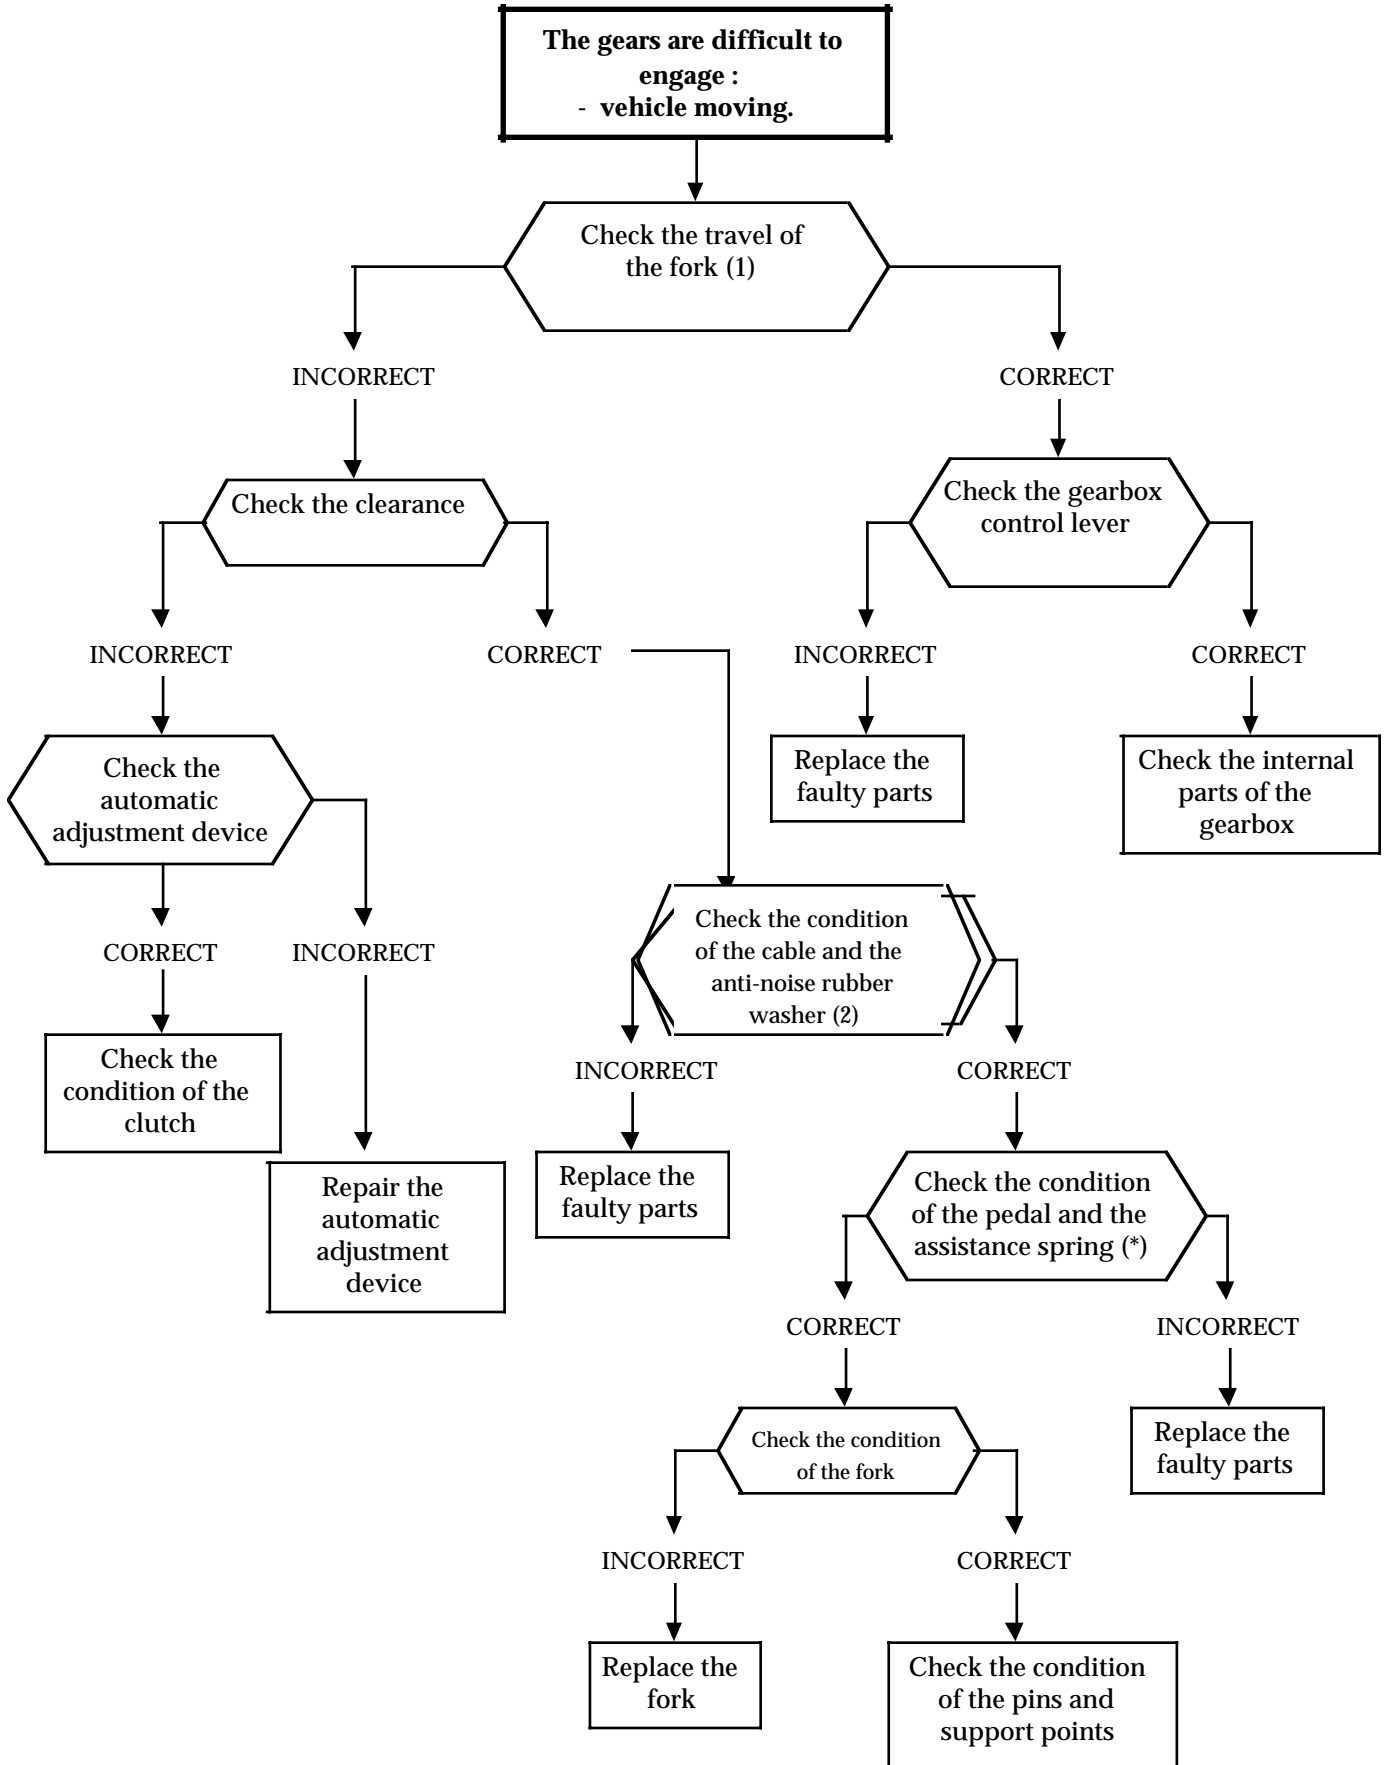 The gears are difficult to
engage :
- vehicle moving.
Check the travel of
the fork (1)
INCORRECT
CORRECT
Check the clearance
Check the gearbox
control lever
INCORRECT
CORRECT
INCORRECT
CORRECT
Check the
automatic
adjustment device
Replace the
faulty parts
Check the internal
parts of the
gearbox
CORRECT
INCORRECT
Check the condition
of the cable and the
anti-noise rubber
washer (2)
Check the
condition of the
clutch
INCORRECT
CORRECT
Repair the
automatic
adjustment
device
Replace the
faulty parts
Check the condition
of the pedal and the
assistance spring (*)
CORRECT
INCORRECT
Check the condition
of the fork
Replace the
faulty parts
INCORRECT
CORRECT
Replace the
fork
Check the condition
of the pins and
support points